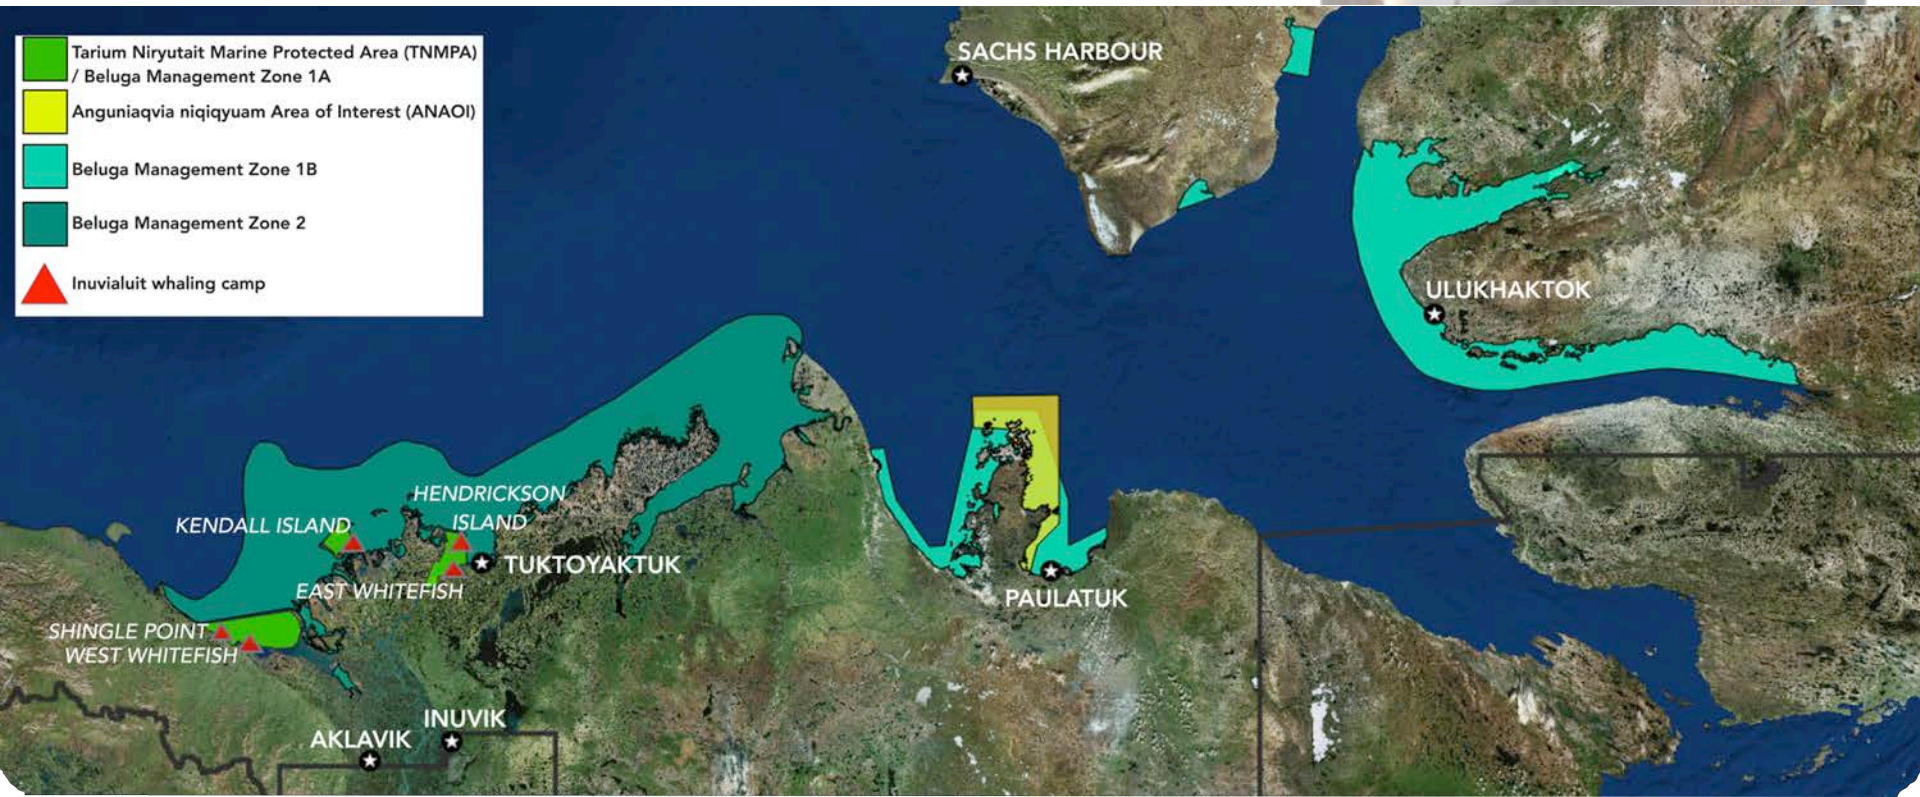 Tarium Niryutait Marine Protected Area (TNMPA)
/ Beluga Management Zone 1A
Anguniaqvia niqiqyuam Area of Interest (ANAOI)
Beluga Management Zone 1B
Beluga Management Zone 2
Inuvialuit whaling camp
SACHS HARBOUR
ULUKHAKTOK
HENDRICKSON
ISLAND
KENDALL ISLAND
TUKTOYAKTUK
EAST WHITEFISH
PAULATUK
SHINGLE POINT
WEST WHITEFISH
INUVIK
AKLAVIK